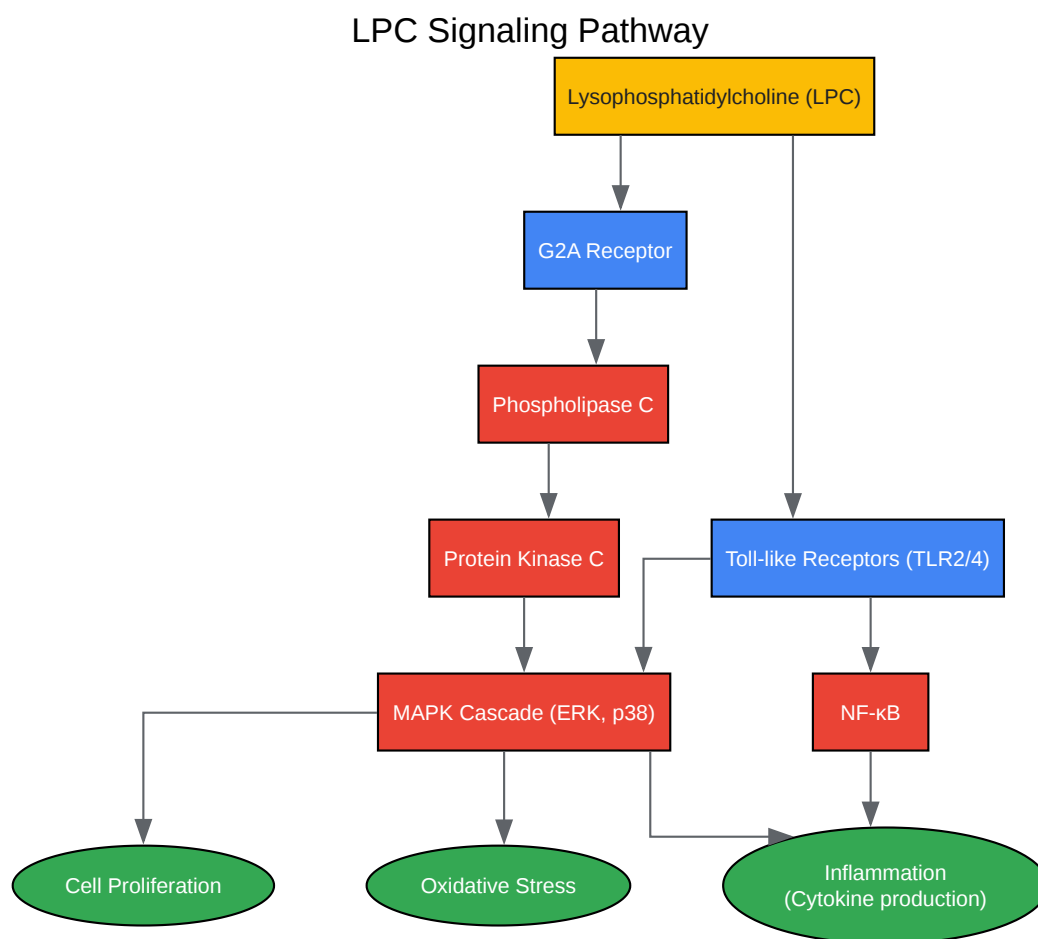 LPC Signaling Pathway
Lysophosphatidylcholine (LPC)
G2A Receptor
Phospholipase C
Protein Kinase C
Toll-like Receptors (TLR2/4)
MAPK Cascade (ERK, p38)
NF-κB
Cell Proliferation
Oxidative Stress
Inflammation
(Cytokine production)